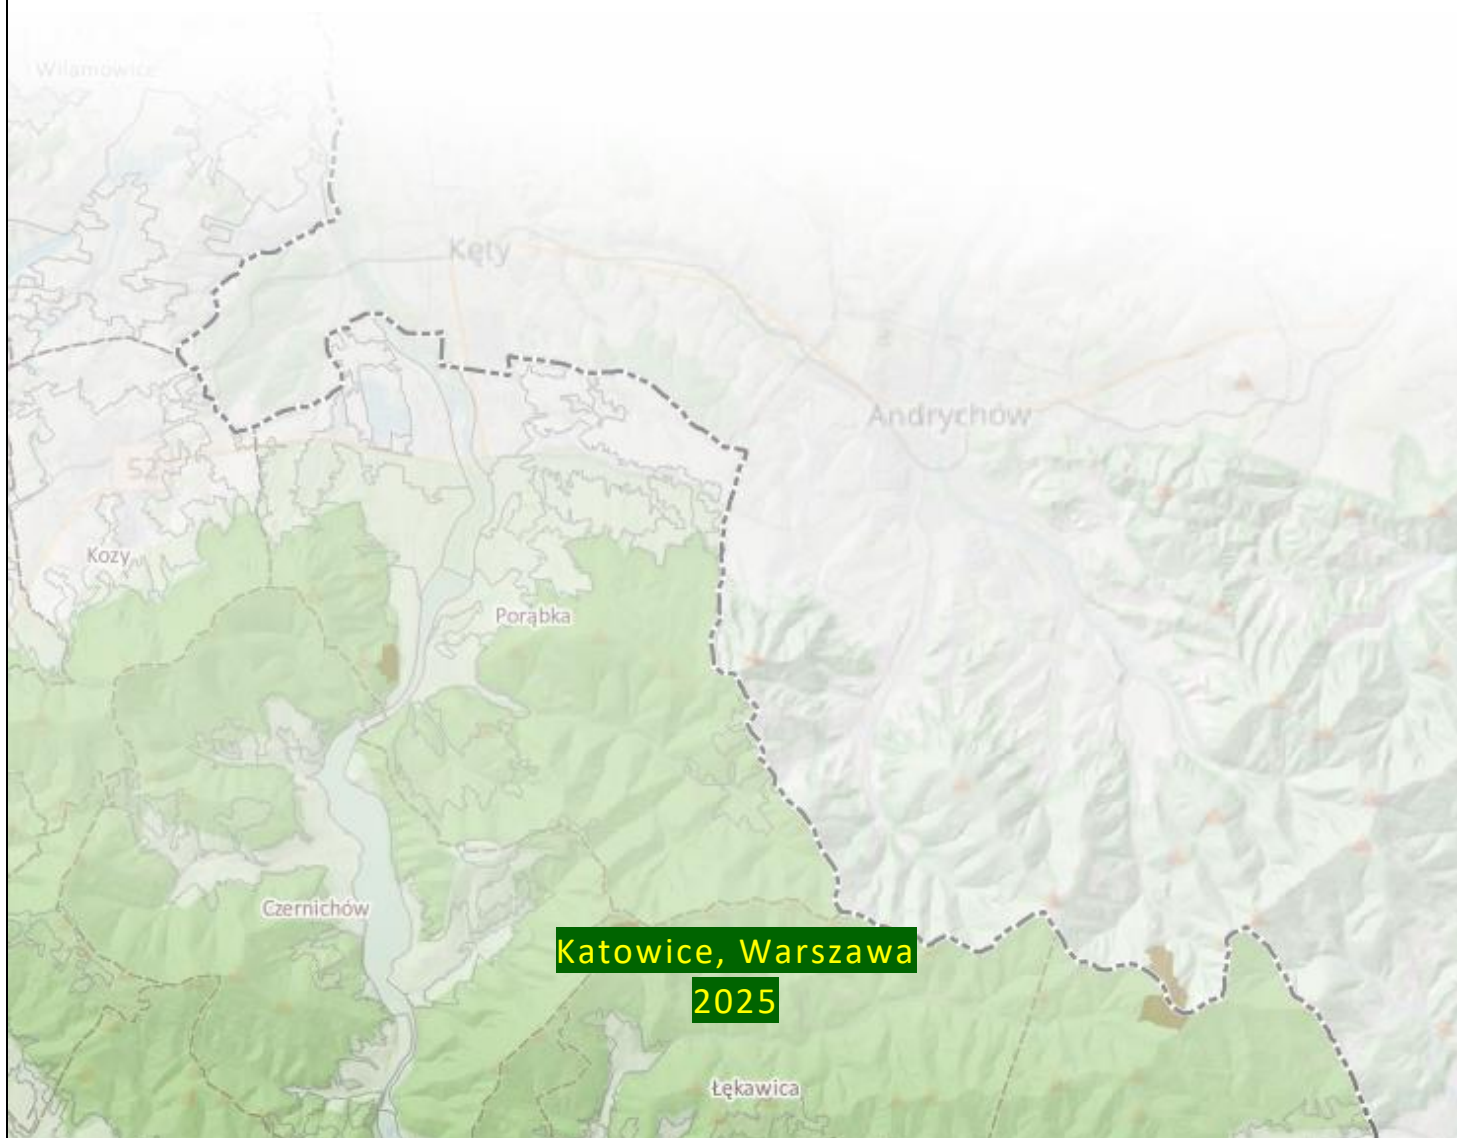 Wilamowice
Kęty
Andrychów
52
Kozy
Porąbka
Czernichów
Katowice, Warszawa
2025
Łękawica